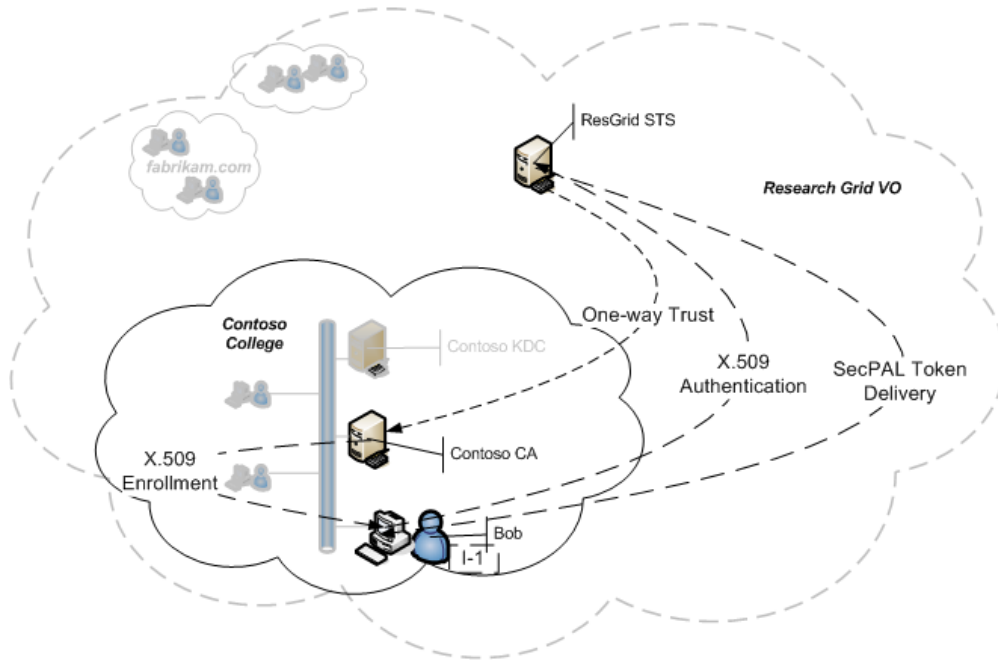 ResGrid STS
fabrikam.com
Research Grid VO
One-way Trust
Contoso
College
Contoso KDC
X.509
Authentication
SecPAL Token
Delivery
Contoso CA
X.509
Enrollment
Bob
I-1